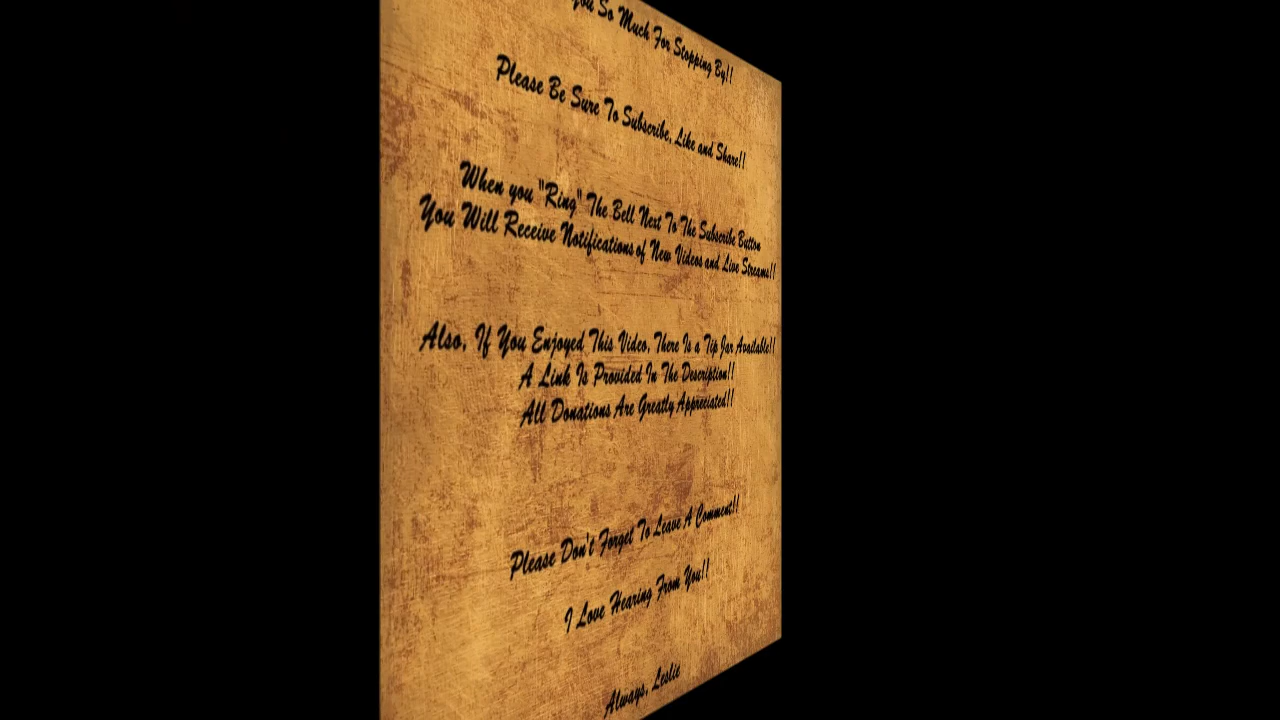 you So Much For Stopping By!!
Please Be Sure To Subscribe, Like and Share!!
When you "Ring" The Bell Next To The Subscribe Button
You Will Receive Notifications of New Videos and Live Streams!!
Also, If You Enjoyed This Video, There Is a Tip Jar Available!!
A Link Is Provided In The Description!!
All Donations Are Greatly Appreciated!!
Please Don't Forget To Leave A Comment!!
I Love Hearing From You!!
Always, Leslie